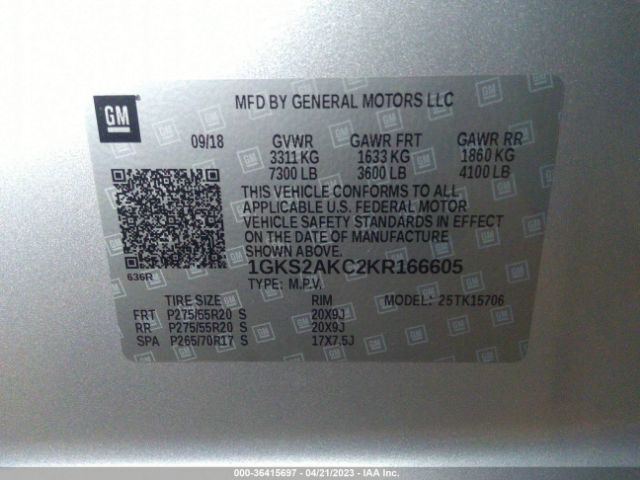 GM
MFD BY GENERAL MOTORS LLC
09/18 GVWR GAWR FRT GAWR RR
3311 KG 1633 KG 1860 KG
7300 LB 3600 LB 4100 LB
THIS VEHICLE CONFORMS TO ALL
APPLICABLE U.S. FEDERAL MOTOR
VEHICLE SAFETY STANDARDS IN EFFECT
ON THE DATE OF MANUFACTURE
SHOWN ABOVE.
636R 1GKS2AKC2KR166605
TYPE: M.P.V.
TIRE SIZE RIM MODEL: 25TK15706
FRT P275/55R20 S 20X9J
RR P275/55R20 S 20X9J
SPA P265/70R17 S 17X7.5J
000-36415697 - 04/21/2023 - IAA Inc.